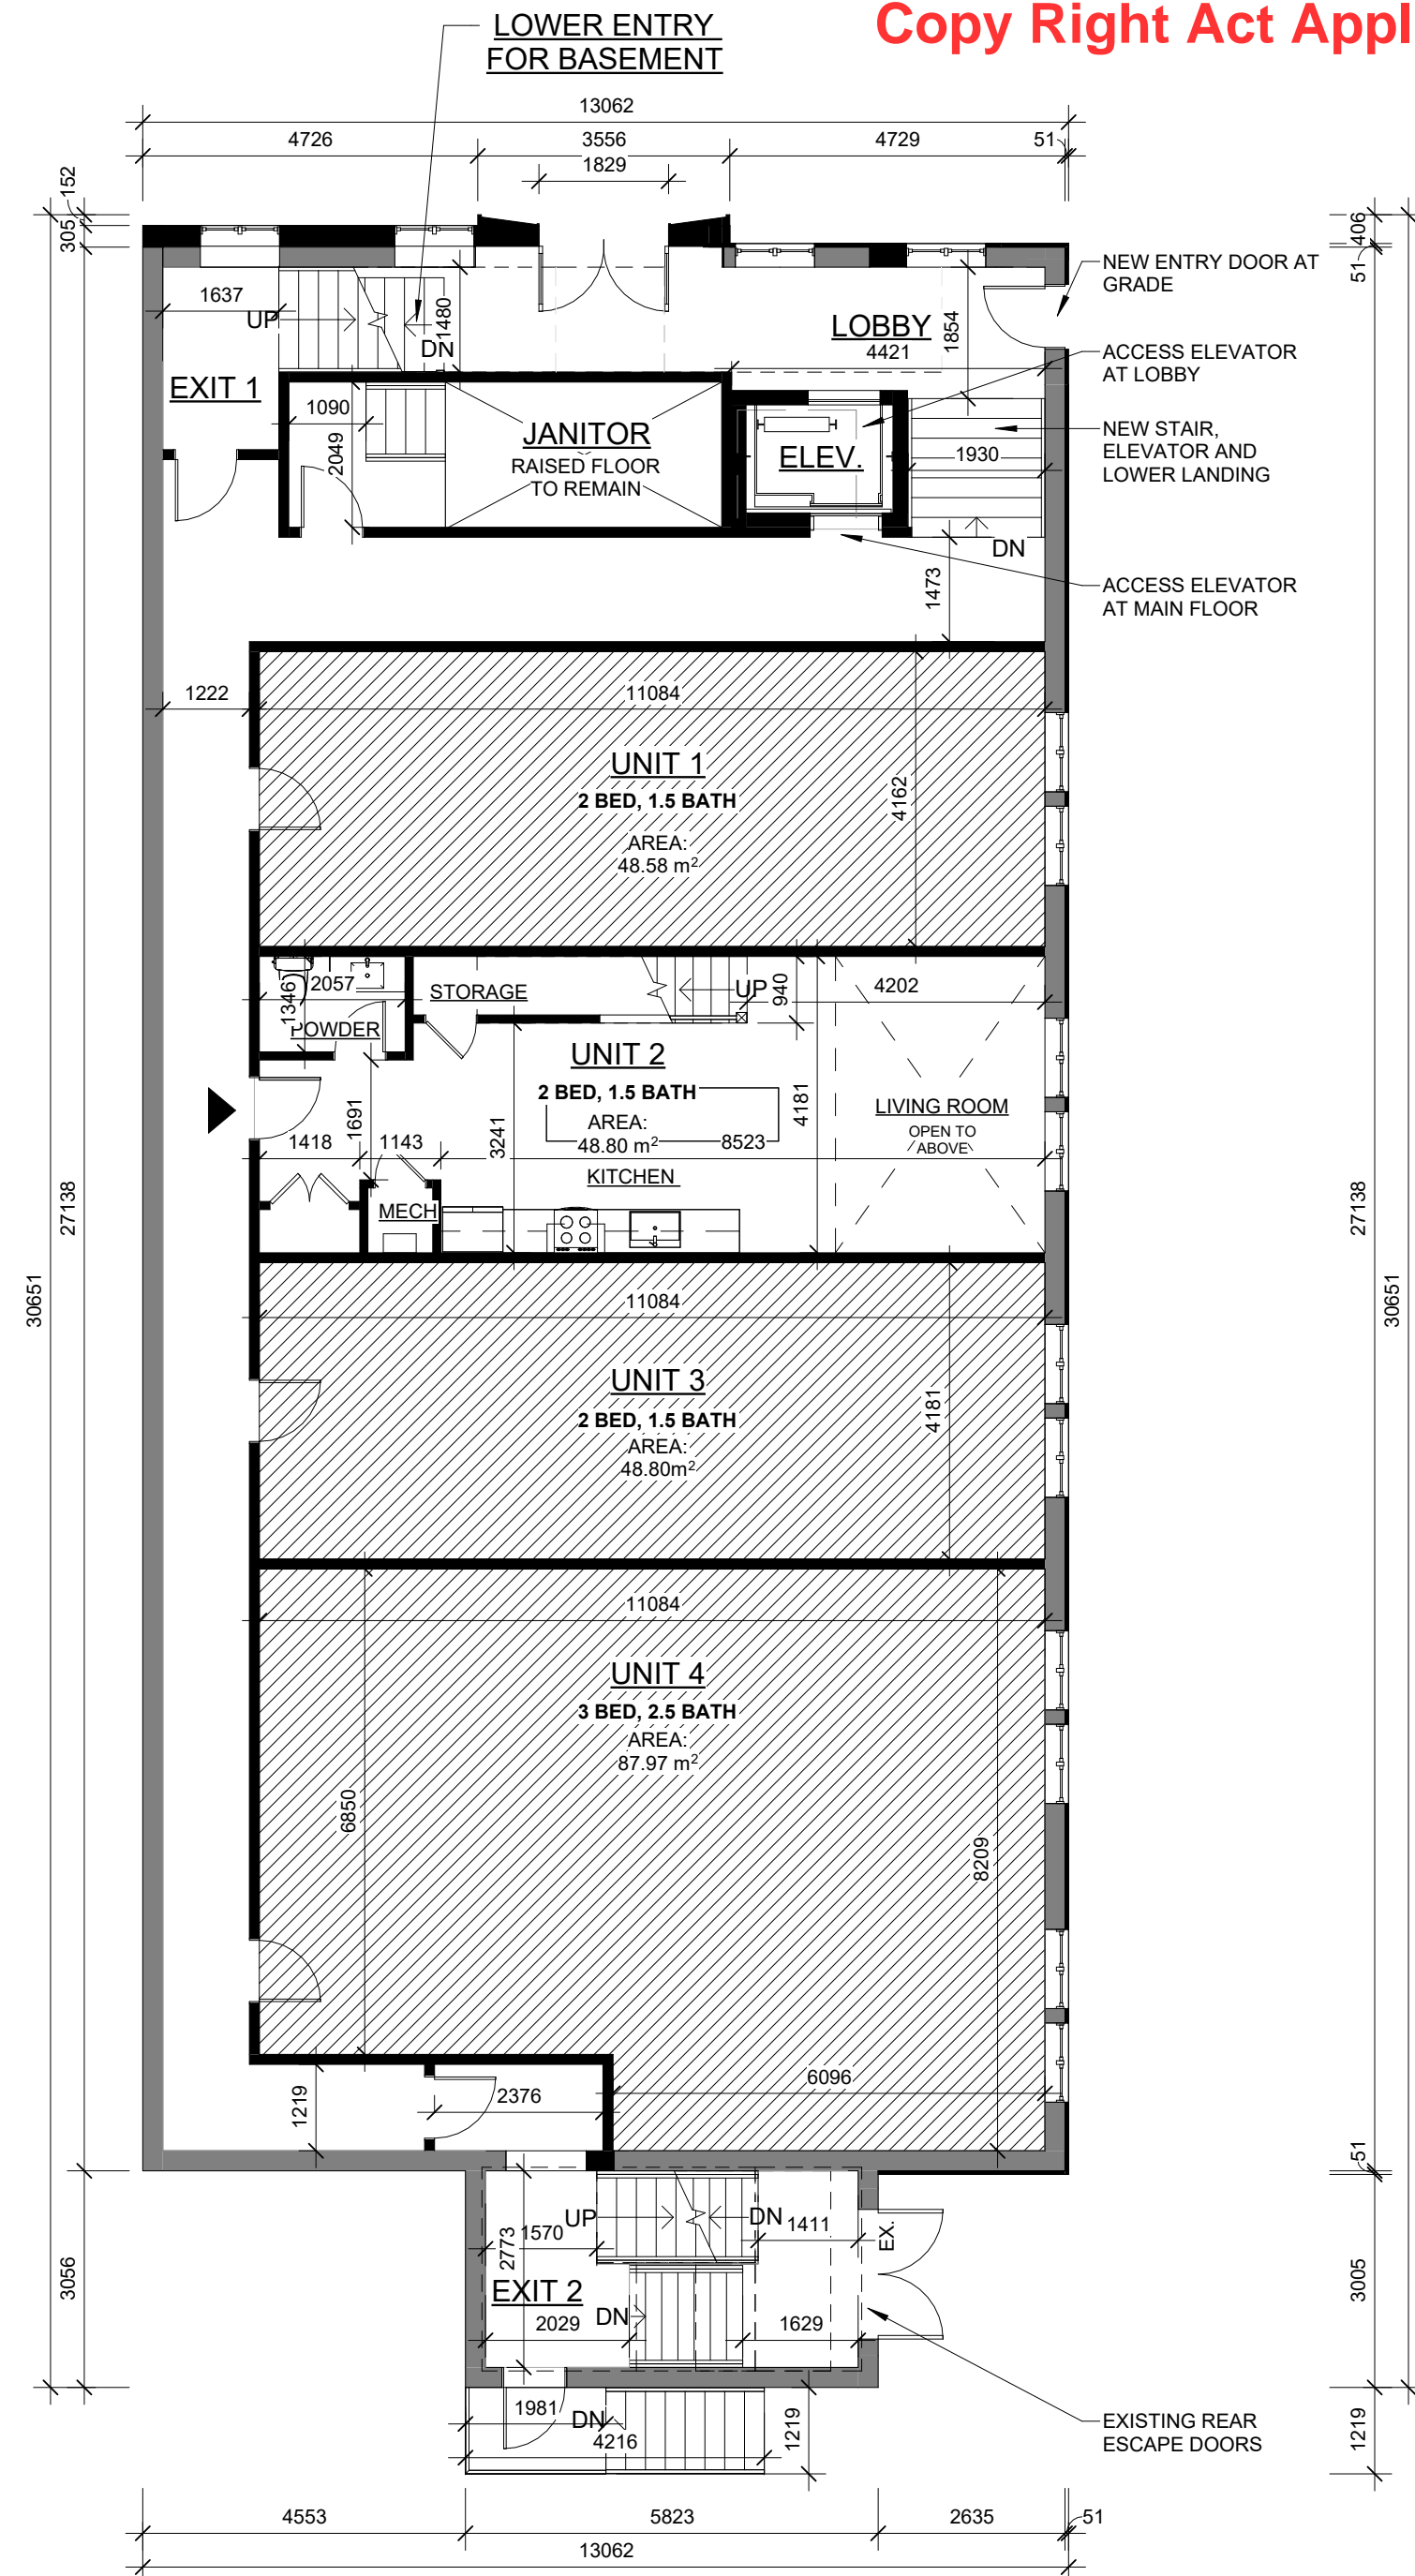 Copy Right Act Appl
LOWER ENTRY
FOR BASEMENT
13062
4726
3556
4729
51
1829
152
305
406
51
NEW ENTRY DOOR AT
GRADE
1637
UP
1480
DN
LOBBY
4421
1854
ACCESS ELEVATOR
AT LOBBY
EXIT 1
1090
2049
JANITOR
RAISED FLOOR
TO REMAIN
ELEV.
1930
NEW STAIR,
ELEVATOR AND
LOWER LANDING
DN
1473
ACCESS ELEVATOR
AT MAIN FLOOR
1222
11084
UNIT 1
2 BED, 1.5 BATH
4162
AREA:
48.58 m²
2057
1346
POWDER
STORAGE
UP
940
4202
UNIT 2
2 BED, 1.5 BATH
AREA:
48.80 m²
8523
4181
LIVING ROOM
OPEN TO
ABOVE
1418
1691
1143
3241
KITCHEN
MECH
27138
30651
27138
30651
11084
UNIT 3
2 BED, 1.5 BATH
AREA:
48.80m²
4181
11084
UNIT 4
3 BED, 2.5 BATH
AREA:
87.97 m²
6850
8209
6096
1219
2376
51
UP
DN
1570
1411
EX.
2773
EXIT 2
2029
DN
1629
3056
3005
1981
DN
4216
1219
1219
EXISTING REAR
ESCAPE DOORS
4553
5823
2635
51
13062